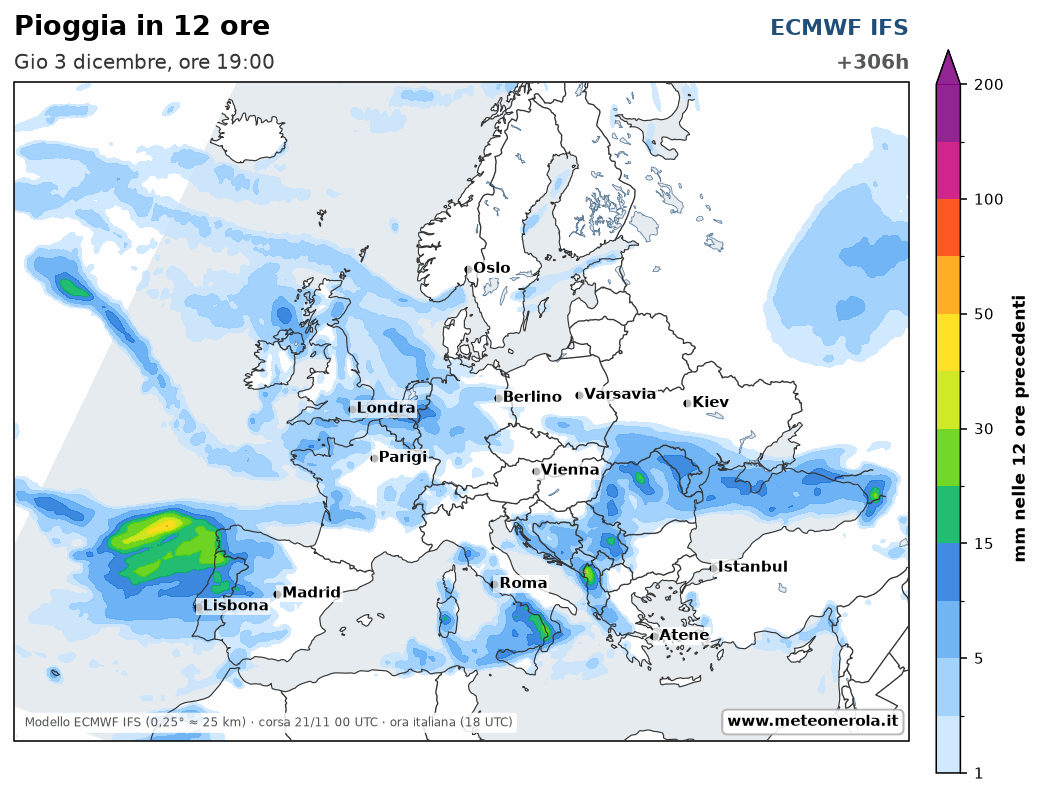 Pioggia in 12 ore
ECMWF IFS
Gio 3 dicembre, ore 19:00
+306h
200
100
50
30
15
5
1
mm nelle 12 ore precedenti
Oslo
Berlino
Varsavia
Kiev
Londra
Parigi
Vienna
Istanbul
Roma
Madrid
Lisbona
Atene
Modello ECMWF IFS (0,25° ≈ 25 km) · corsa 21/11 00 UTC · ora italiana (18 UTC)
www.meteonerola.it